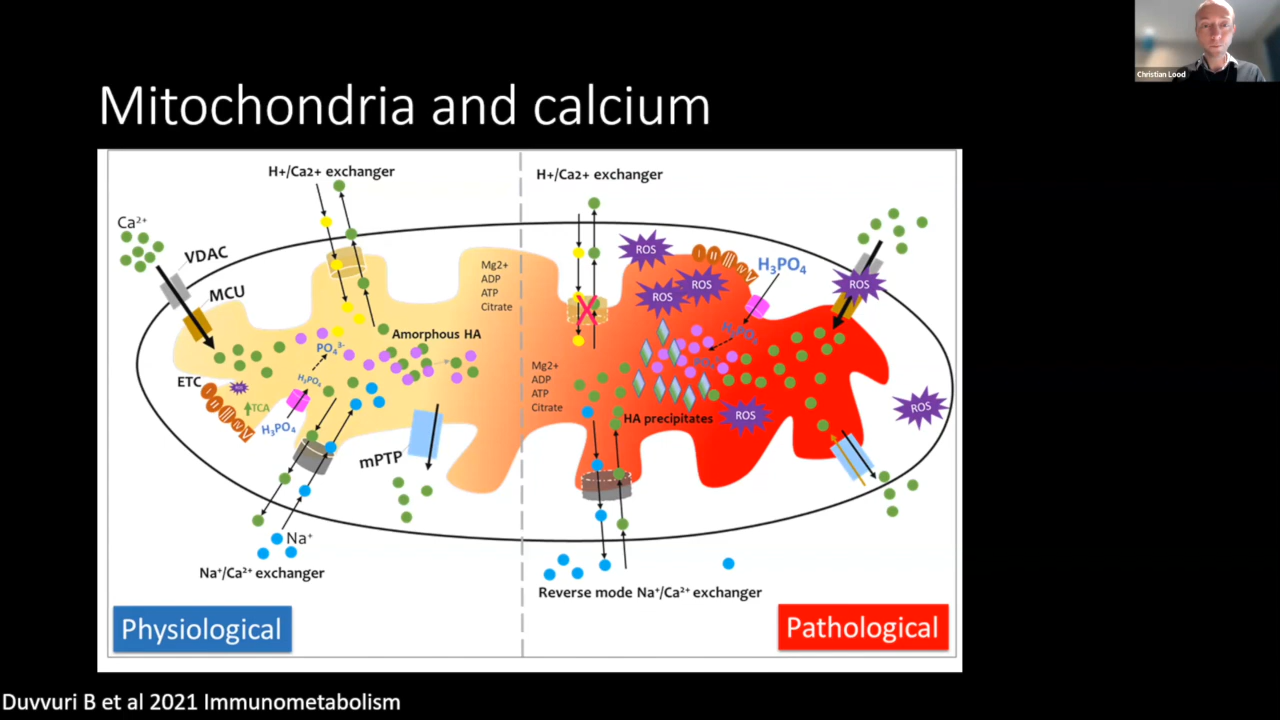 Christian Lood
Mitochondria and calcium
H+/Ca2+ exchanger
Ca²⁺
VDAC
MCU
Mg2+
ADP
ATP
Citrate
Amorphous HA
PO₄³⁻
H₃PO₄
ETC
TCA
H₃PO₄
mPTP
Na⁺
Na⁺/Ca²⁺ exchanger
Physiological
H+/Ca2+ exchanger
ROS
ROS
ROS
H₃PO₄
ROS
H₃PO₄
Mg2+
ADP
ATP
Citrate
HA precipitates
ROS
ROS
Reverse mode Na⁺/Ca²⁺ exchanger
Pathological
Duvvuri B et al 2021 Immunometabolism